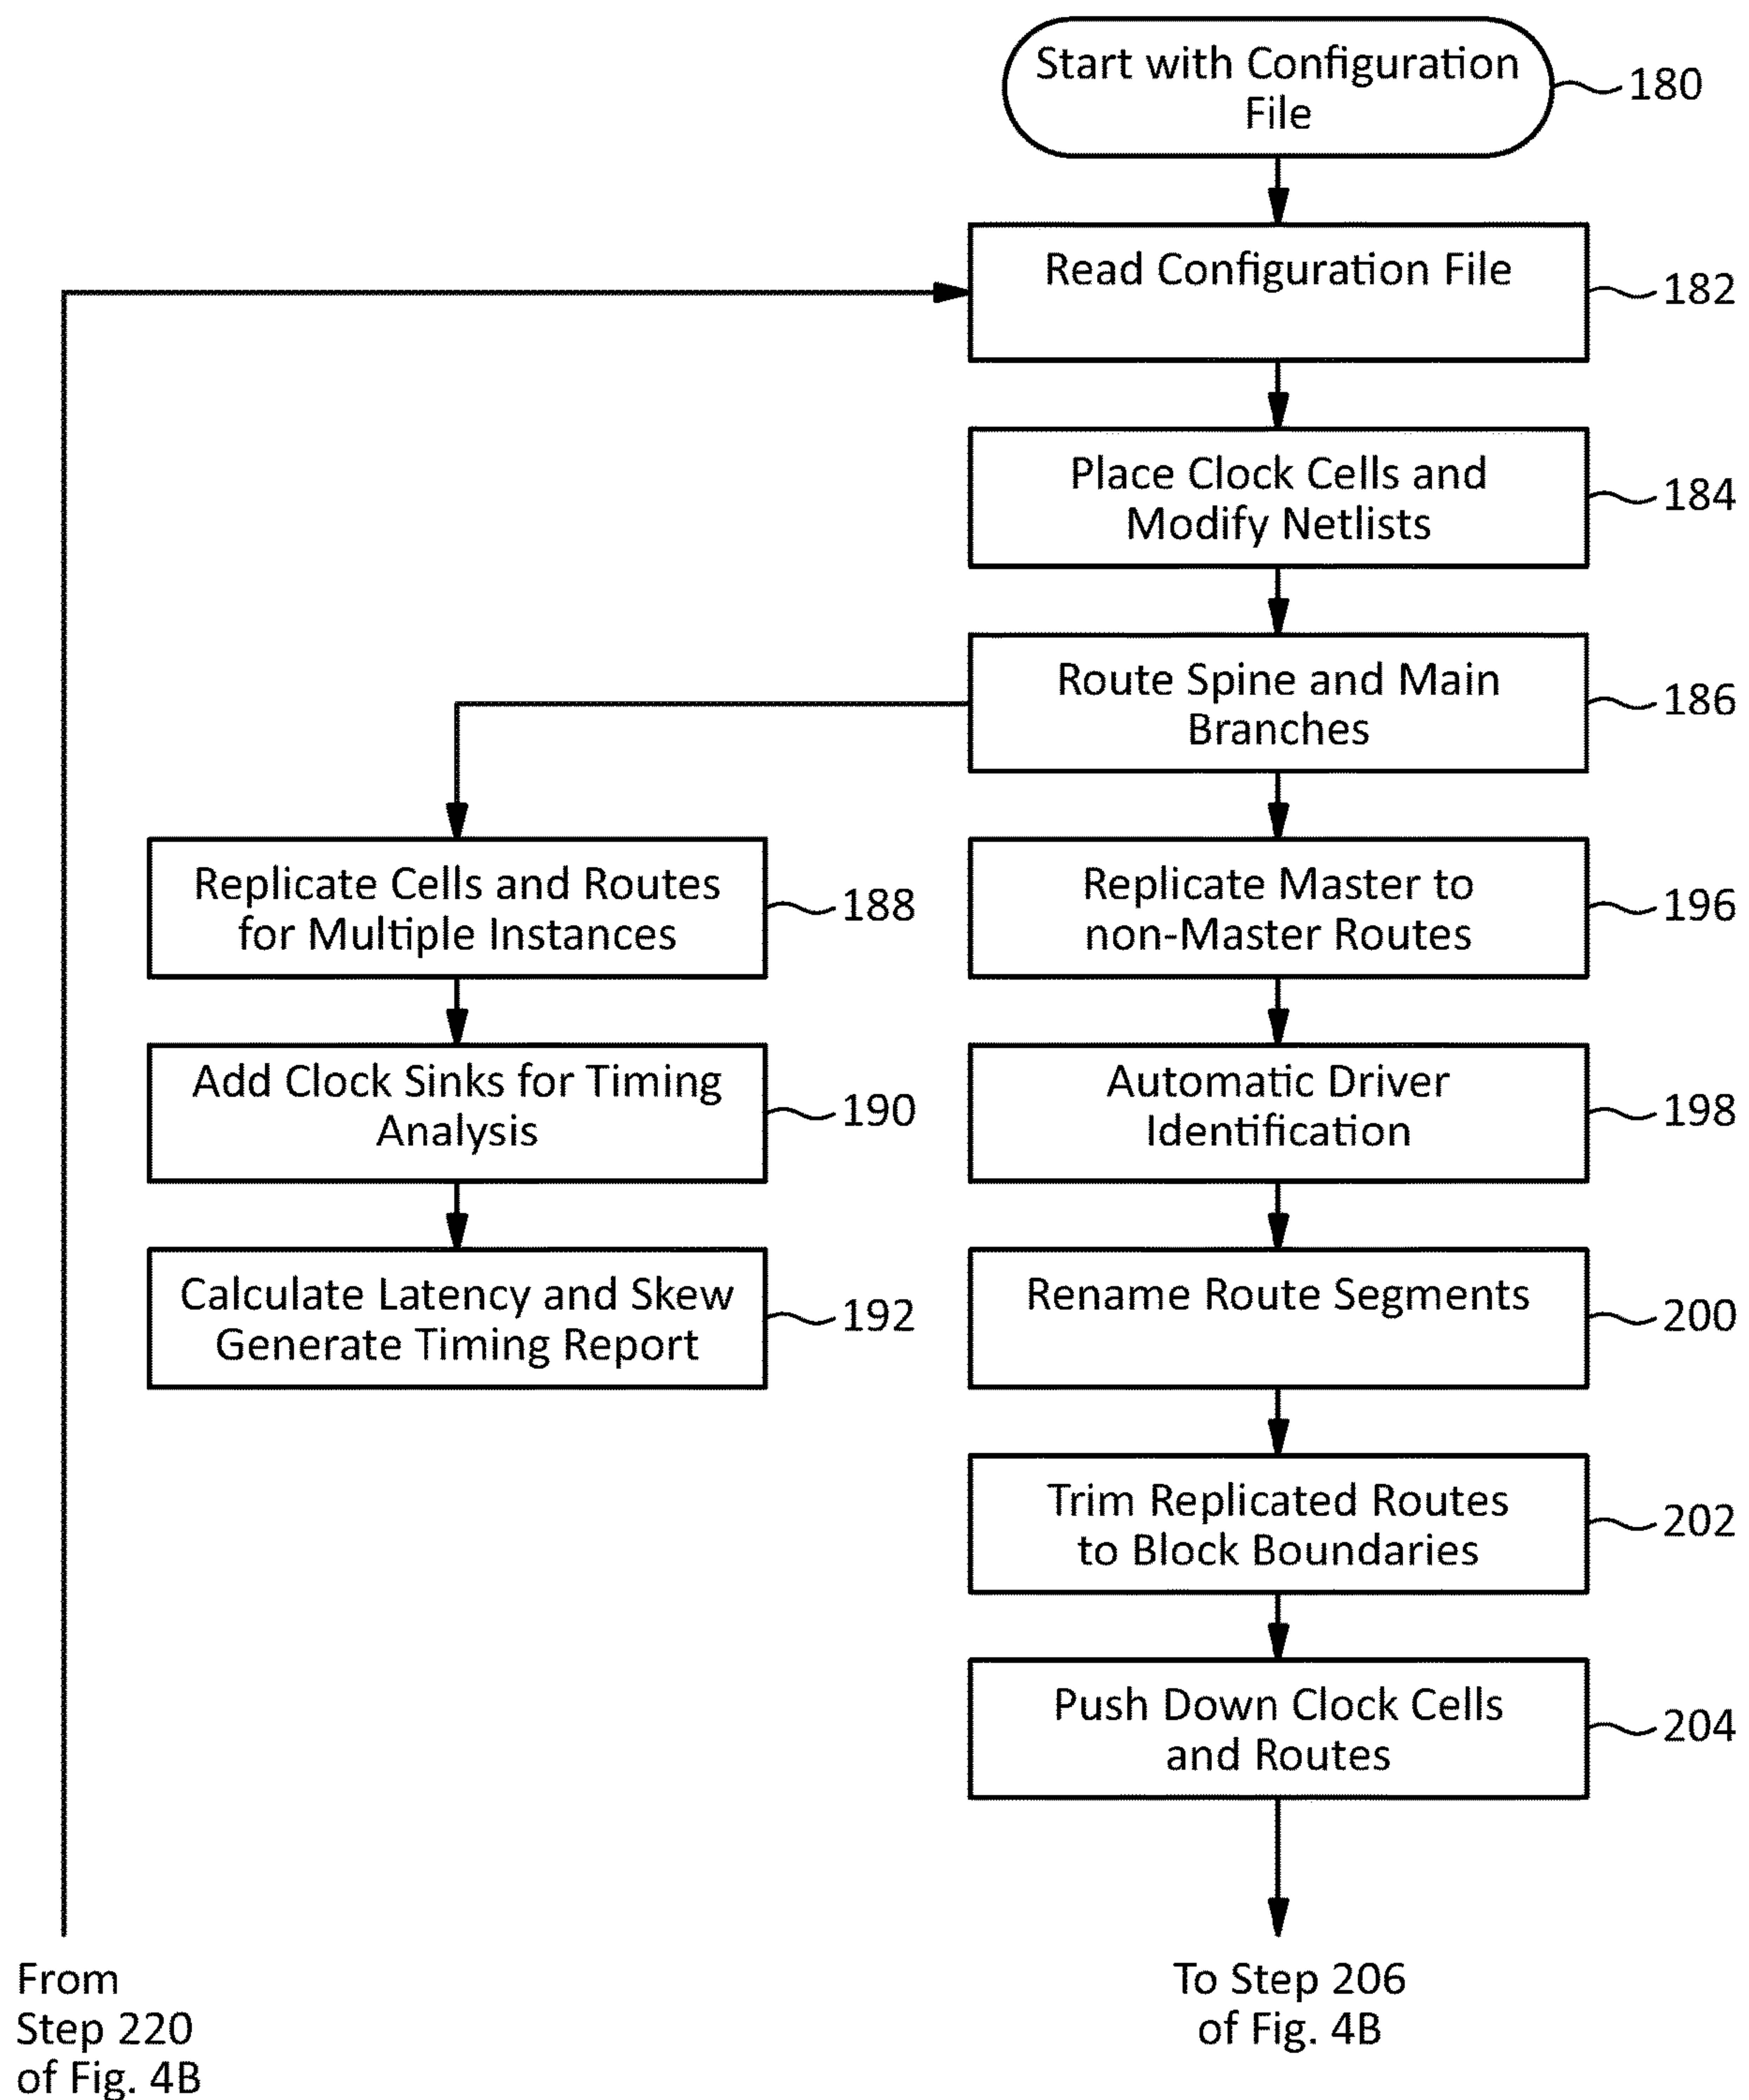 Start with Configuration
File
180
Read Configuration File
182
Place Clock Cells and
Modify Netlists
184
Route Spine and Main
Branches
186
Replicate Cells and Routes
for Multiple Instances
188
Replicate Master to
non-Master Routes
196
Add Clock Sinks for Timing
Analysis
190
Automatic Driver
Identification
198
Calculate Latency and Skew
Generate Timing Report
192
Rename Route Segments
200
Trim Replicated Routes
to Block Boundaries
202
Push Down Clock Cells
and Routes
204
From
Step 220
of Fig. 4B
To Step 206
of Fig. 4B